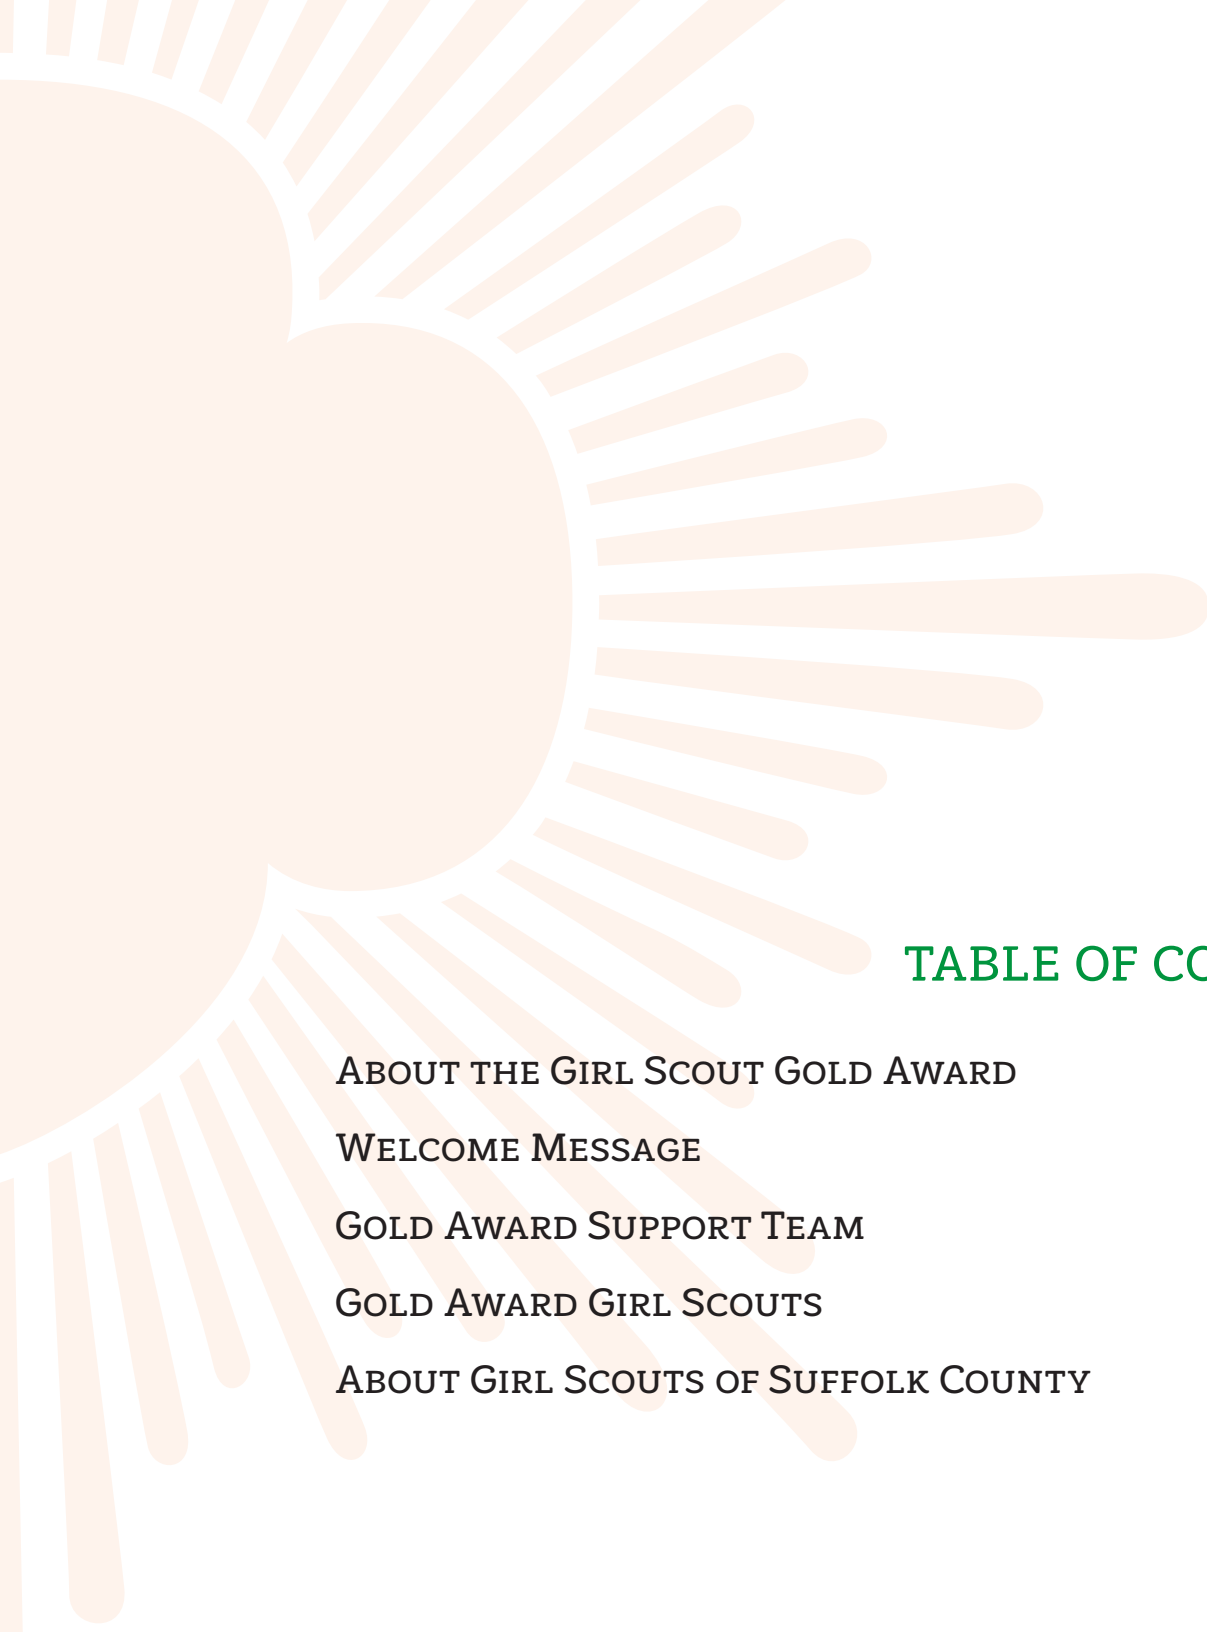 TABLE OF CO
About the Girl Scout Gold Award
Welcome Message
Gold Award Support Team
Gold Award Girl Scouts
About Girl Scouts of Suffolk County